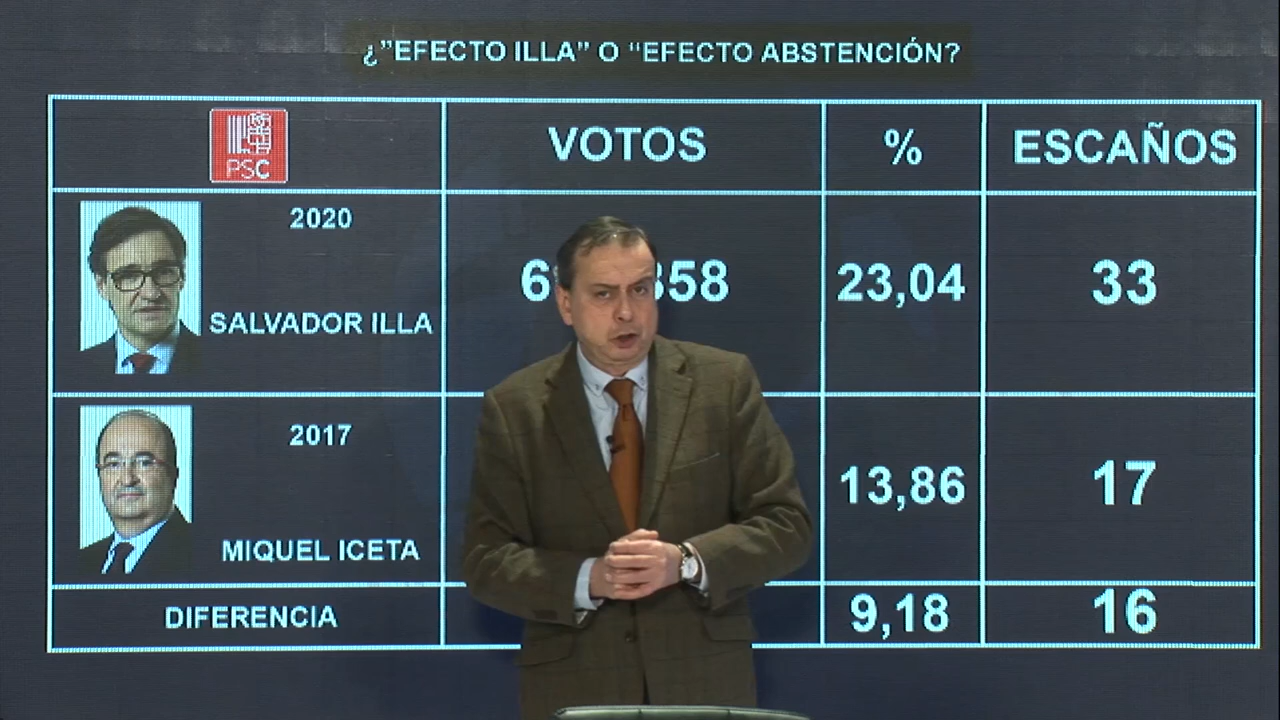 ¿"EFECTO ILLA" O "EFECTO ABSTENCIÓN?
PSC
VOTOS
%
ESCAÑOS
2020
SALVADOR ILLA
23,04
33
2017
MIQUEL ICETA
13,86
17
DIFERENCIA
9,18
16